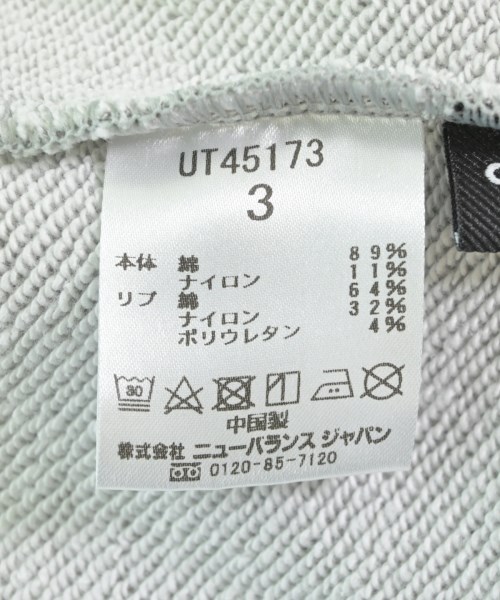 UT45173
3
本体 綿 89%
ナイロン 11%
リブ 綿 64%
ナイロン 32%
ポリウレタン 4%
30
中国製
株式会社 ニューバランス ジャパン
0120-85-7120